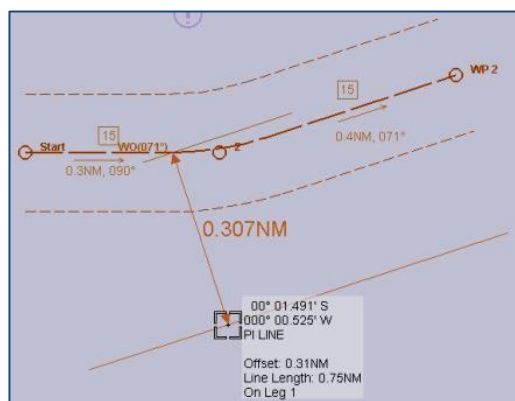 WP 2
15
0.4NM, 071°
15
Start
WO(071°)
2
0.3NM, 090°
0.307NM
00° 01.491' S
000° 00.525' W
PI LINE
Offset: 0.31NM
Line Length: 0.75NM
On Leg 1